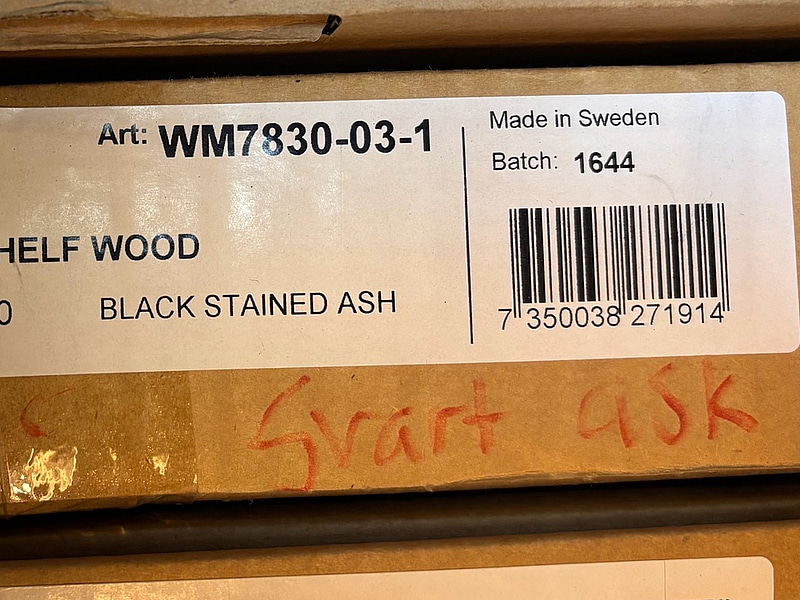 Art: WM7830-03-1
HELF WOOD
0 BLACK STAINED ASH
Made in Sweden
Batch: 1644
7 350038 271914
Svart ask